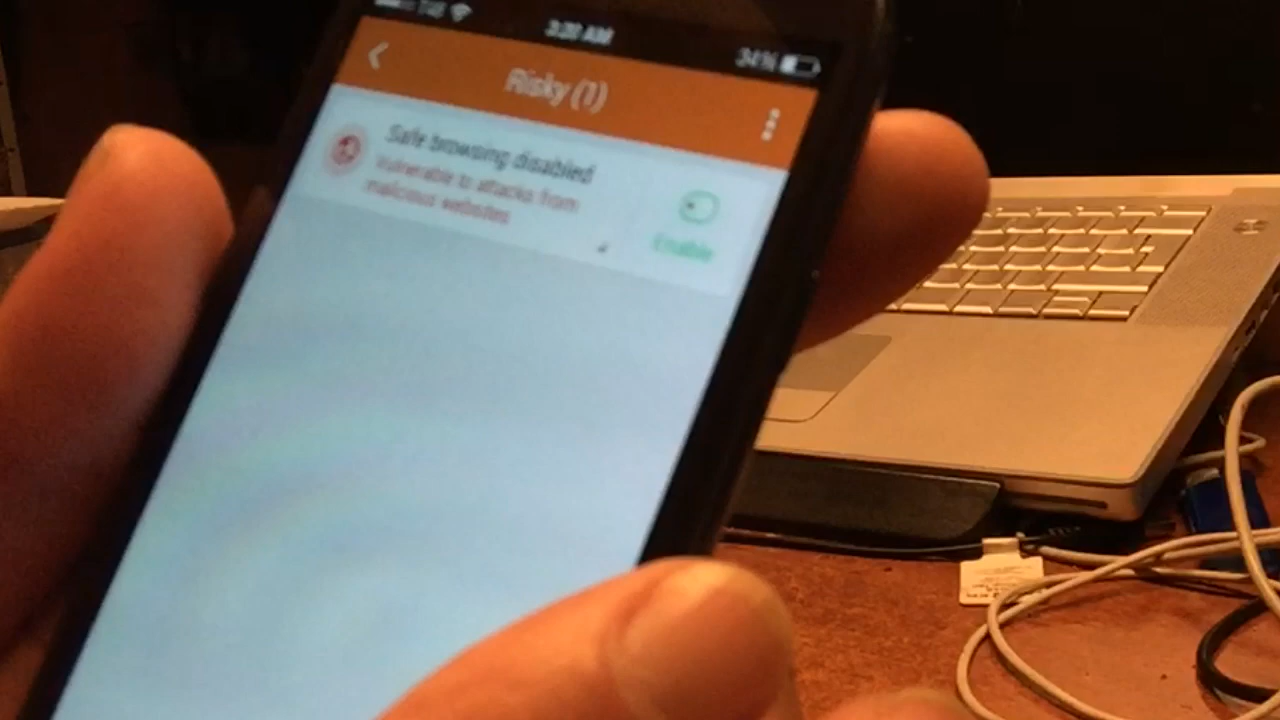 3:20 AM
34%
Risky (1)
Safe browsing disabled
Vulnerable to attacks from
malicious websites
Enable